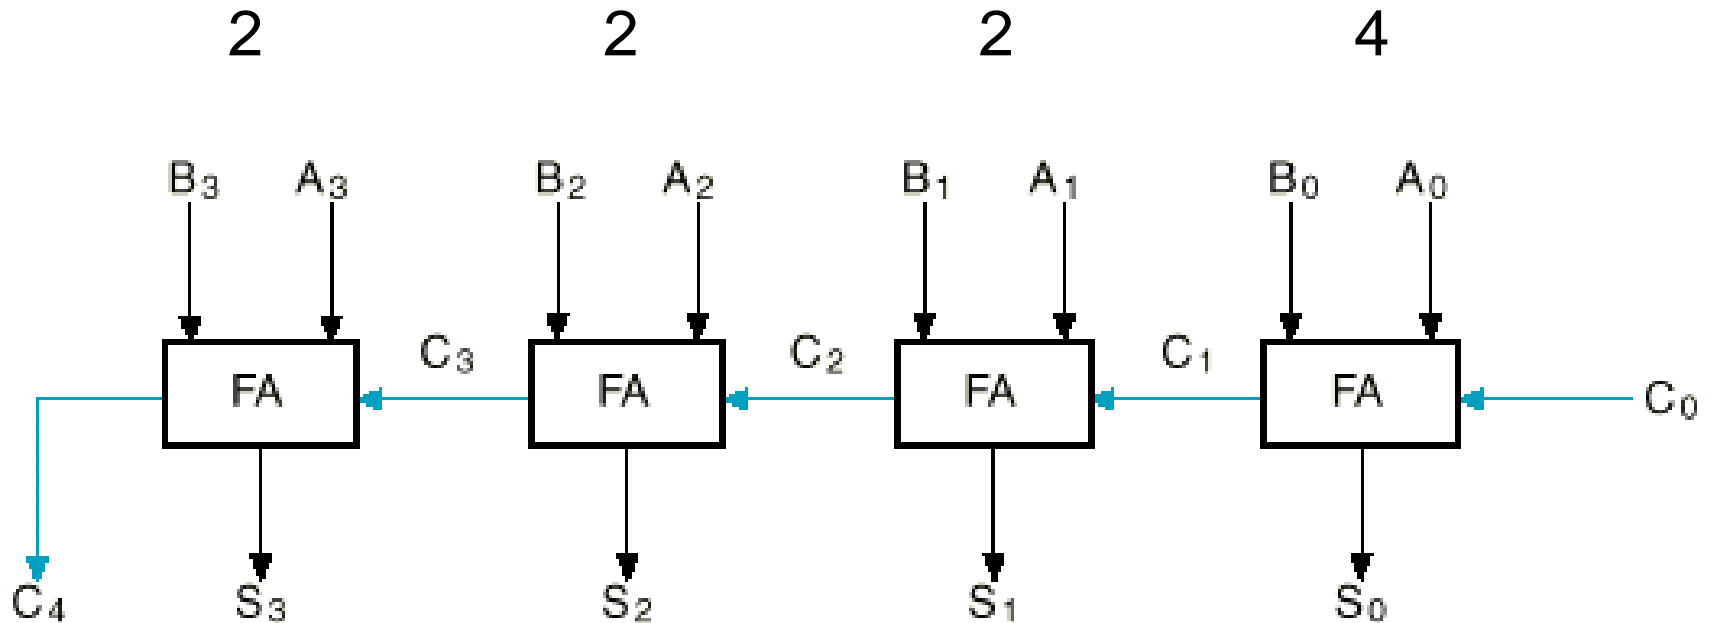 2 2 2 4
B3 A3 B2 A2 B1 A1 B0 A0
C3 C2 C1
FA FA FA FA C0
C4 S3 S2 S1 S0